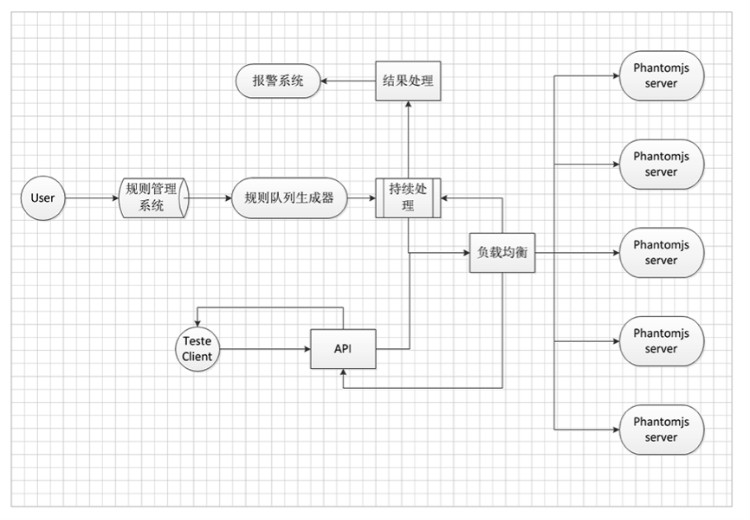 报警系统
结果处理
Phantomjs
server
Phantomjs
server
User
规则管理
系统
规则队列生成器
持续处
理
负载均衡
Phantomjs
server
Teste
Client
API
Phantomjs
server
Phantomjs
server